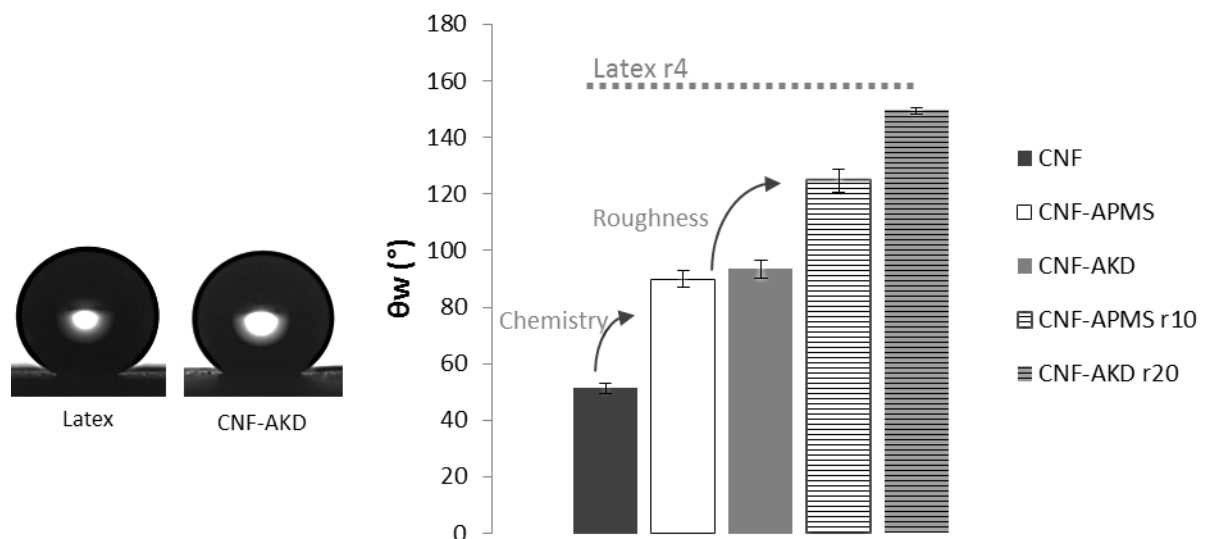 Latex
CNF-AKD
θw (°)
180
160
140
120
100
80
60
40
20
0
Latex r4
Roughness
Chemistry
CNF
CNF-APMS
CNF-AKD
CNF-APMS r10
CNF-AKD r20